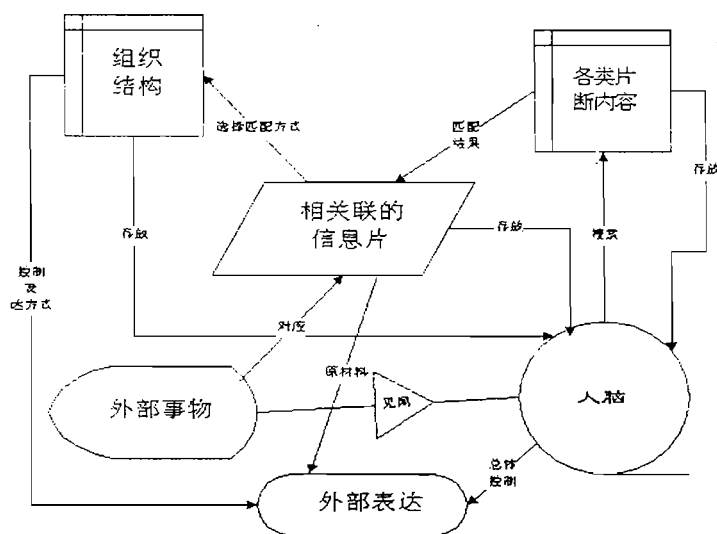 组织
结构
各类片
断内容
选择匹配方式
匹配
结果
存放
相关联的
信息片
存放
存放
搜索
控制
及
达方式
对应
原材料
外部事物
见闻
人脑
总体
控制
外部表达